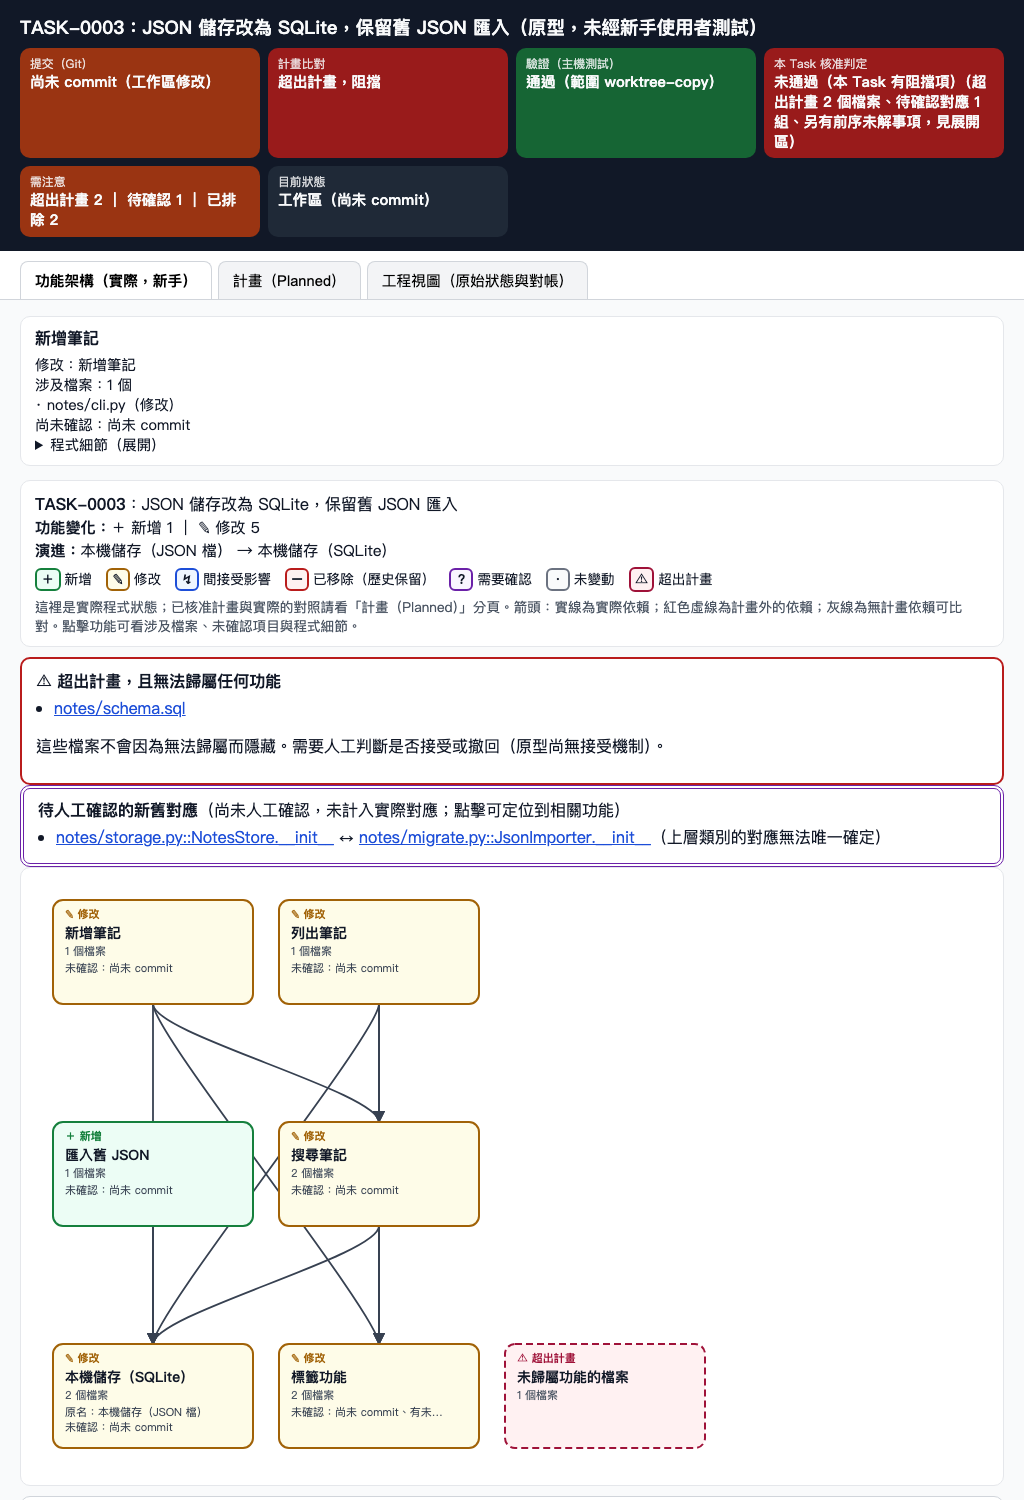 TASK-0003：JSON 儲存改為 SQLite，保留舊 JSON 匯入（原型，未經新手使用者測試）
提交（Git）
尚未 commit（工作區修改）
計畫比對
超出計畫，阻擋
驗證（主機測試）
通過（範圍 worktree-copy）
本 Task 核准判定
未通過（本 Task 有阻擋項）（超
出計畫 2 個檔案、待確認對應 1
組、另有前序未解事項，見展開
區）
需注意
超出計畫 2 ｜ 待確認 1 ｜ 已排
除 2
目前狀態
工作區（尚未 commit）
功能架構（實際，新手）
計畫（Planned）
工程視圖（原始狀態與對帳）
新增筆記
修改：新增筆記
涉及檔案：1 個
· notes/cli.py（修改）
尚未確認：尚未 commit
▶ 程式細節（展開）
TASK-0003：JSON 儲存改為 SQLite，保留舊 JSON 匯入
功能變化：＋ 新增 1 ｜ ✎ 修改 5
演進：本機儲存（JSON 檔） → 本機儲存（SQLite）
＋ 新增 ✎ 修改 ↯ 間接受影響 － 已移除（歷史保留） ? 需要確認 · 未變動 ⚠ 超出計畫
這裡是實際程式狀態；已核准計畫與實際的對照請看「計畫（Planned）」分頁。箭頭：實線為實際依賴；紅色虛線為計畫外的依賴；灰線為無計畫依賴可比
對。點擊功能可看涉及檔案、未確認項目與程式細節。
⚠ 超出計畫，且無法歸屬任何功能
• notes/schema.sql
這些檔案不會因為無法歸屬而隱藏。需要人工判斷是否接受或撤回（原型尚無接受機制）。
待人工確認的新舊對應（尚未人工確認，未計入實際對應；點擊可定位到相關功能）
• notes/storage.py::NotesStore.__init__ ↔ notes/migrate.py::JsonImporter.__init__（上層類別的對應無法唯一確定）
✎ 修改
新增筆記
1 個檔案
未確認：尚未 commit
✎ 修改
列出筆記
1 個檔案
未確認：尚未 commit
＋ 新增
匯入舊 JSON
1 個檔案
未確認：尚未 commit
✎ 修改
搜尋筆記
2 個檔案
未確認：尚未 commit
✎ 修改
本機儲存（SQLite）
2 個檔案
原名：本機儲存（JSON 檔）
未確認：尚未 commit
✎ 修改
標籤功能
2 個檔案
未確認：尚未 commit、有未…
⚠ 超出計畫
未歸屬功能的檔案
1 個檔案